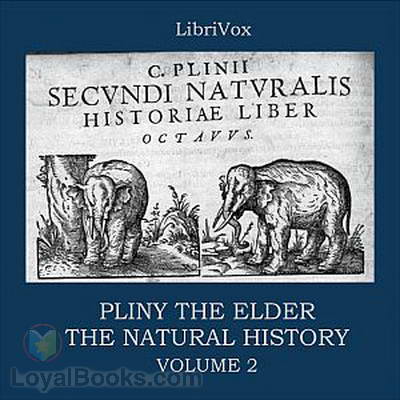 LibriVox
C. PLINII
SECVNDI NATVRALIS
HISTORIAE LIBER
OCTAVVS.
PLINY THE ELDER
THE NATURAL HISTORY
VOLUME 2
LoyalBooks.com